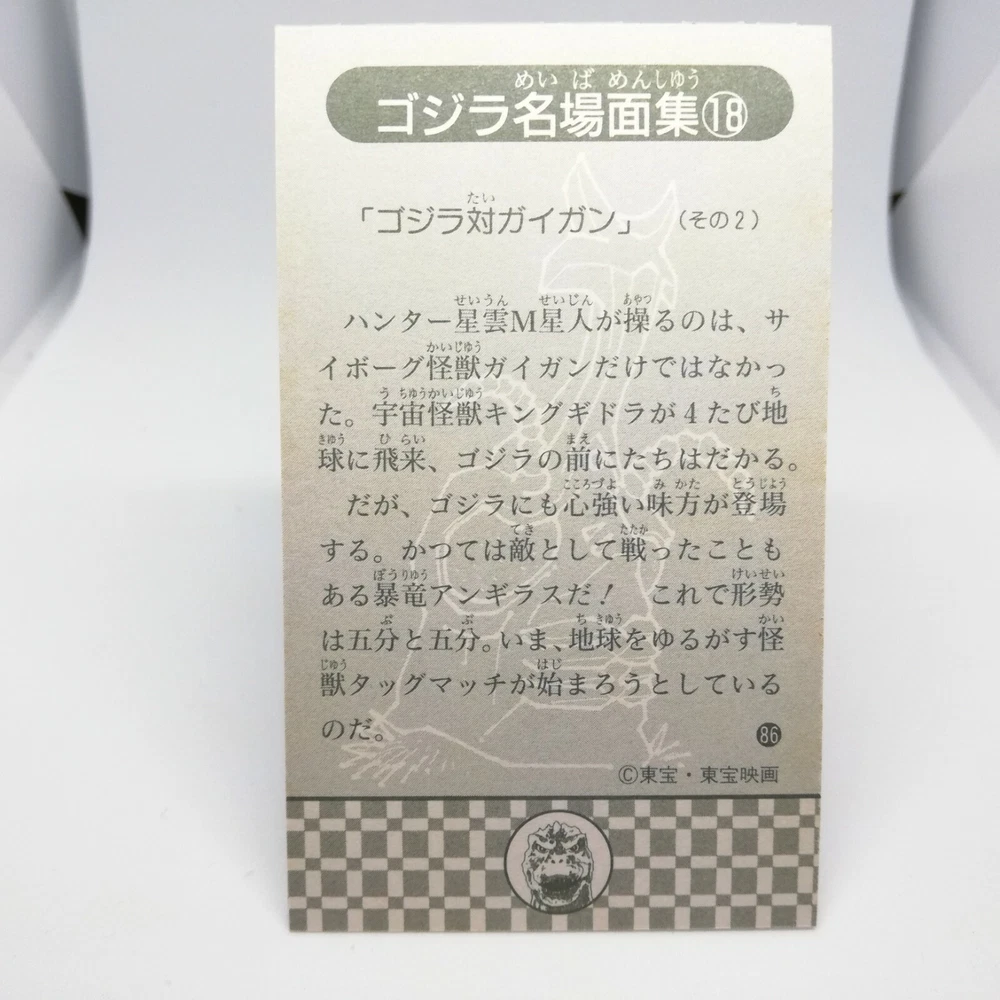 めいばめんしゅう
ゴジラ名場面集⑱
たい
「ゴジラ対ガイガン」 (その2)
せいうん せいじん あやつ
ハンター星雲M星人が操るのは、サ
かいじゅう
イボーグ怪獣ガイガンだけではなかっ
う ちゅうかいじゅう ち
た。宇宙怪獣キングギドラが4たび地
きゅう ひ らい まえ
球に飛来、ゴジラの前にたちはだかる。
こころづよ み かた とうじょう
だが、ゴジラにも心強い味方が登場
てき たたか
する。かつては敵として戦ったことも
ぼうりゅう けいせい
ある暴竜アンギラスだ! これで形勢
ぶ ぶ ち きゅう かい
は五分と五分。いま、地球をゆるがす怪
じゅう はじ
獣タッグマッチが始まろうとしている
のだ。
86
©東宝・東宝映画